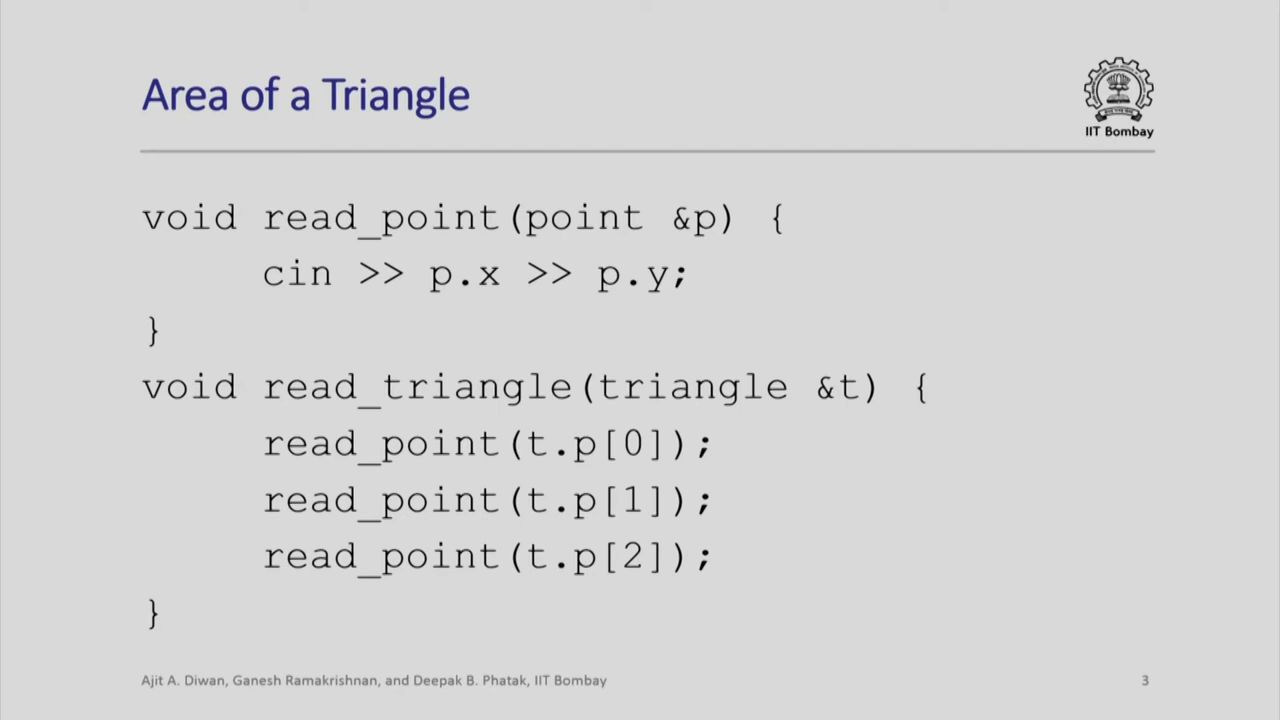 Area of a Triangle
IIT Bombay
void read_point(point &p) {
cin >> p.x >> p.y;
}
void read_triangle(triangle &t) {
read_point(t.p[0]);
read_point(t.p[1]);
read_point(t.p[2]);
}
Ajit A. Diwan, Ganesh Ramakrishnan, and Deepak B. Phatak, IIT Bombay
3